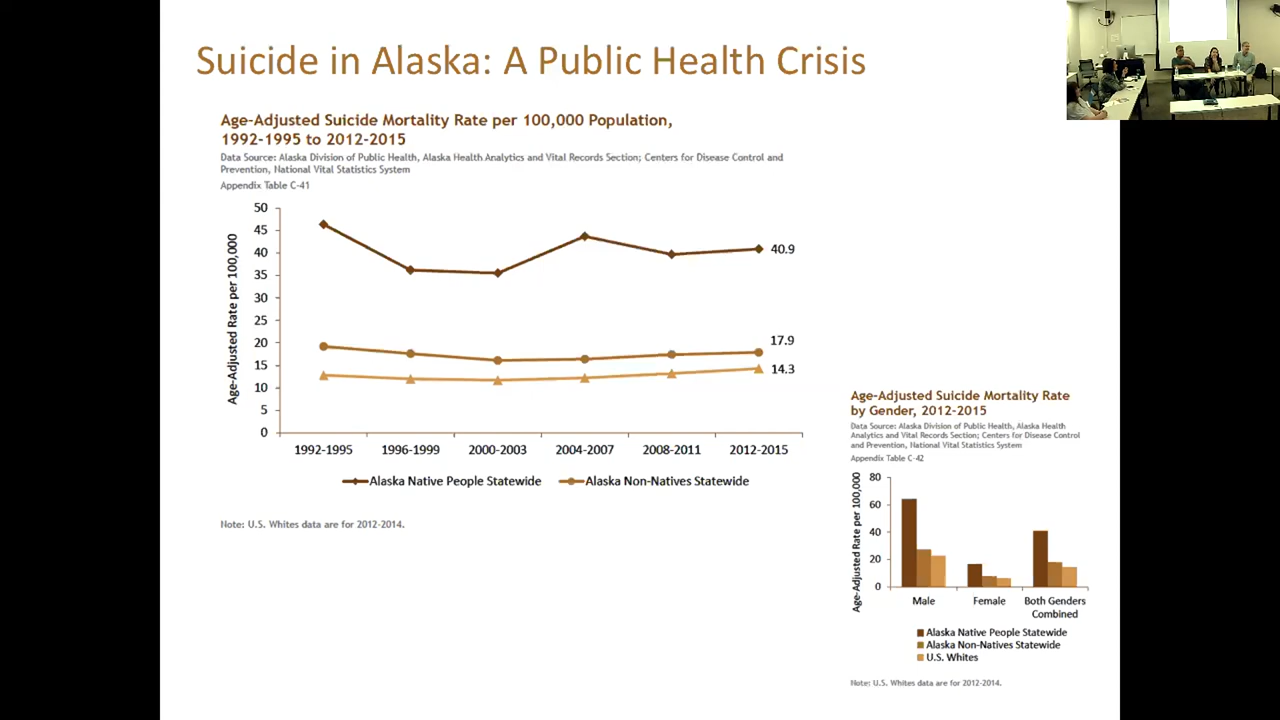 Suicide in Alaska: A Public Health Crisis
Age-Adjusted Suicide Mortality Rate per 100,000 Population,
1992-1995 to 2012-2015
Data Source: Alaska Division of Public Health, Alaska Health Analytics and Vital Records Section; Centers for Disease Control and
Prevention, National Vital Statistics System
Appendix Table C-41
Age-Adjusted Rate per 100,000
50
45
40
35
30
25
20
15
10
5
0
40.9
17.9
14.3
1992-1995 1996-1999 2000-2003 2004-2007 2008-2011 2012-2015
Alaska Native People Statewide Alaska Non-Natives Statewide
Note: U.S. Whites data are for 2012-2014.
Age-Adjusted Suicide Mortality Rate
by Gender, 2012-2015
Data Source: Alaska Division of Public Health, Alaska Health
Analytics and Vital Records Section; Centers for Disease Control
and Prevention, National Vital Statistics System
Appendix Table C-42
Age-Adjusted Rate per 100,000
80
60
40
20
0
Male Female Both Genders
Combined
Alaska Native People Statewide
Alaska Non-Natives Statewide
U.S. Whites
Note: U.S. Whites data are for 2012-2014.